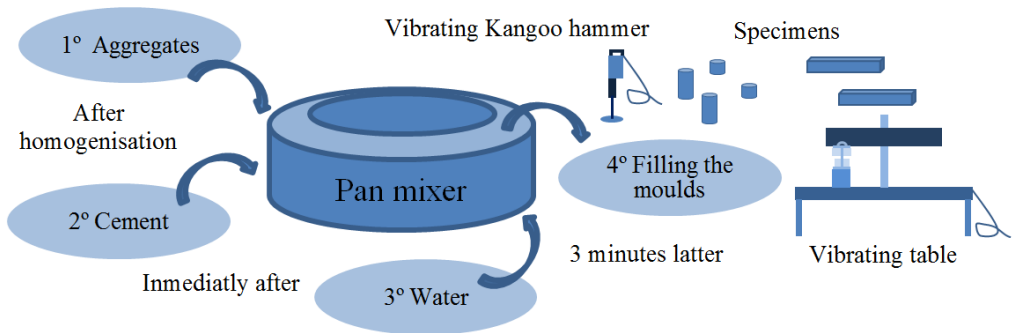 1º Aggregates
After
homogenisation
2º Cement
Inmediatly after
3º Water
Pan mixer
3 minutes latter
4º Filling the
moulds
Vibrating Kangoo hammer
Specimens
Vibrating table